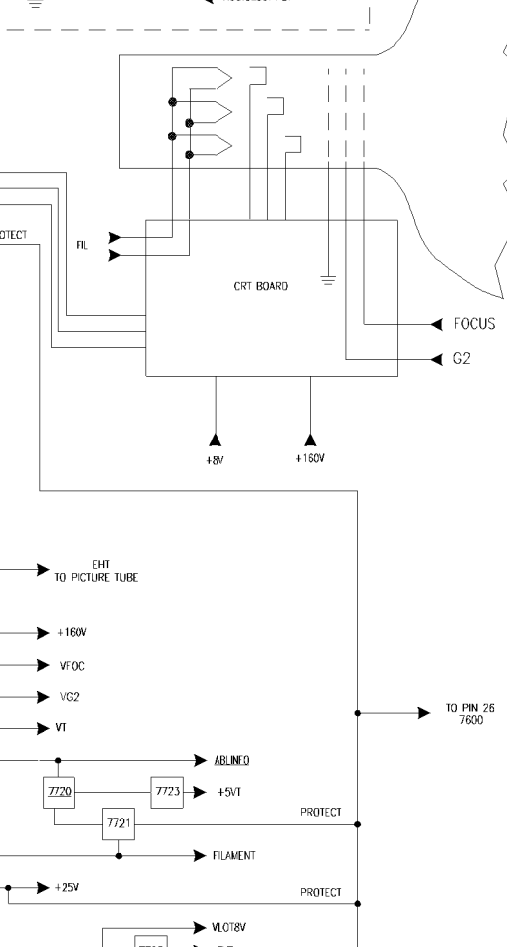 OTECT
FIL
CRT BOARD
FOCUS
G2
+8V
+160V
EHT
TO PICTURE TUBE
+160V
VFOC
VG2
VT
TO PIN 26
7600
ABLINFO
7720
7723
+5VT
7721
PROTECT
FILAMENT
+25V
PROTECT
VLOT8V